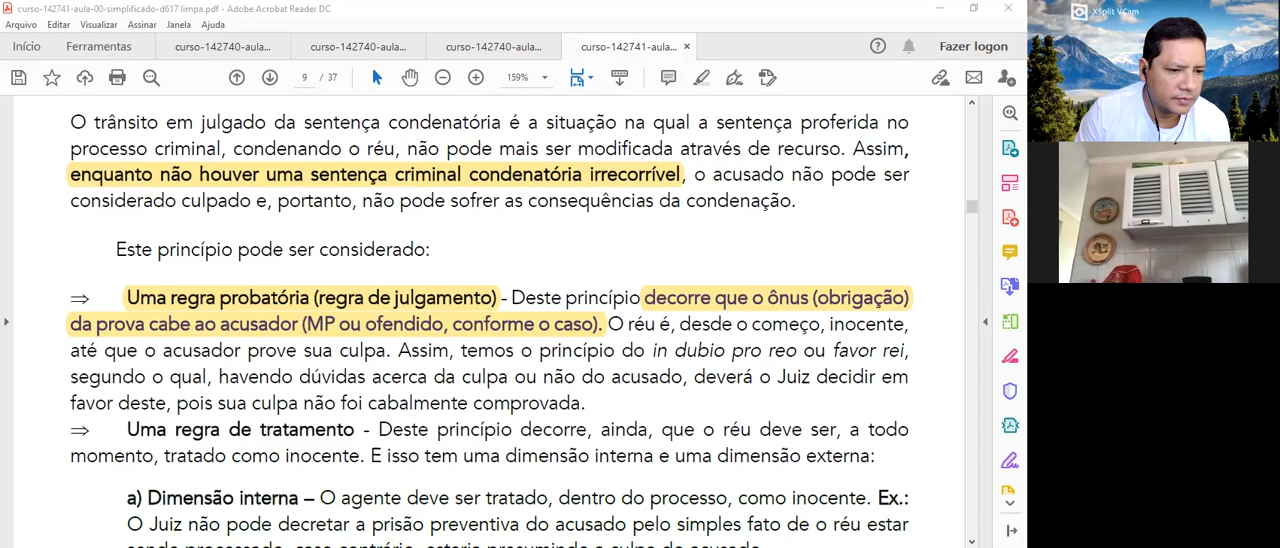 curso-142741-aula-00-simplificado-d617 limpa.pdf - Adobe Acrobat Reader DC
Arquivo Editar Visualizar Assinar Janela Ajuda
Início Ferramentas curso-142740-aula... curso-142740-aula... curso-142740-aula... curso-142741-aula... × Fazer logon
9 / 37 159%
O trânsito em julgado da sentença condenatória é a situação na qual a sentença proferida no
processo criminal, condenando o réu, não pode mais ser modificada através de recurso. Assim,
enquanto não houver uma sentença criminal condenatória irrecorrível, o acusado não pode ser
considerado culpado e, portanto, não pode sofrer as consequências da condenação.
Este princípio pode ser considerado:
⇒ Uma regra probatória (regra de julgamento) - Deste princípio decorre que o ônus (obrigação)
da prova cabe ao acusador (MP ou ofendido, conforme o caso). O réu é, desde o começo, inocente,
até que o acusador prove sua culpa. Assim, temos o princípio do in dubio pro reo ou favor rei,
segundo o qual, havendo dúvidas acerca da culpa ou não do acusado, deverá o Juiz decidir em
favor deste, pois sua culpa não foi cabalmente comprovada.
⇒ Uma regra de tratamento - Deste princípio decorre, ainda, que o réu deve ser, a todo
momento, tratado como inocente. E isso tem uma dimensão interna e uma dimensão externa:
a) Dimensão interna – O agente deve ser tratado, dentro do processo, como inocente. Ex.:
O Juiz não pode decretar a prisão preventiva do acusado pelo simples fato de o réu estar
sendo processado, caso contrário, estaria presumindo a culpa do acusado.
XSplit VCam